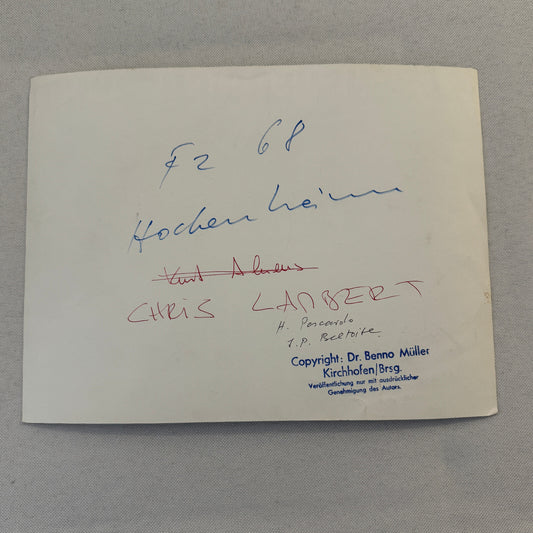 F2 68
Hockenheim
Kurt Ahrens
CHRIS LAMBERT
H. Pescarolo
J.P. Beltoise
Copyright: Dr. Benno Müller
Kirchhofen/Brsg.
Veröffentlichung nur mit ausdrücklicher
Genehmigung des Autors.